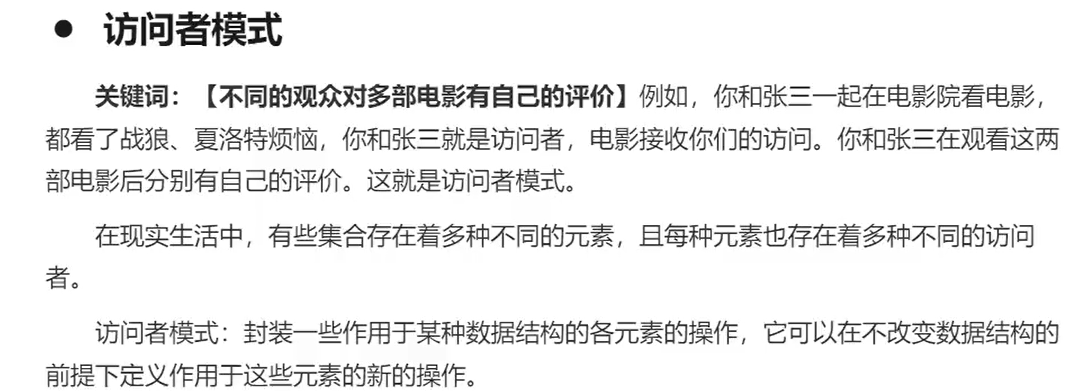 ● 访问者模式
关键词：【不同的观众对多部电影有自己的评价】例如，你和张三一起在电影院看电影，
都看了战狼、夏洛特烦恼，你和张三就是访问者，电影接收你们的访问。你和张三在观看这两
部电影后分别有自己的评价。这就是访问者模式。
在现实生活中，有些集合存在着多种不同的元素，且每种元素也存在着多种不同的访问
者。
访问者模式：封装一些作用于某种数据结构的各元素的操作，它可以在不改变数据结构的
前提下定义作用于这些元素的新的操作。